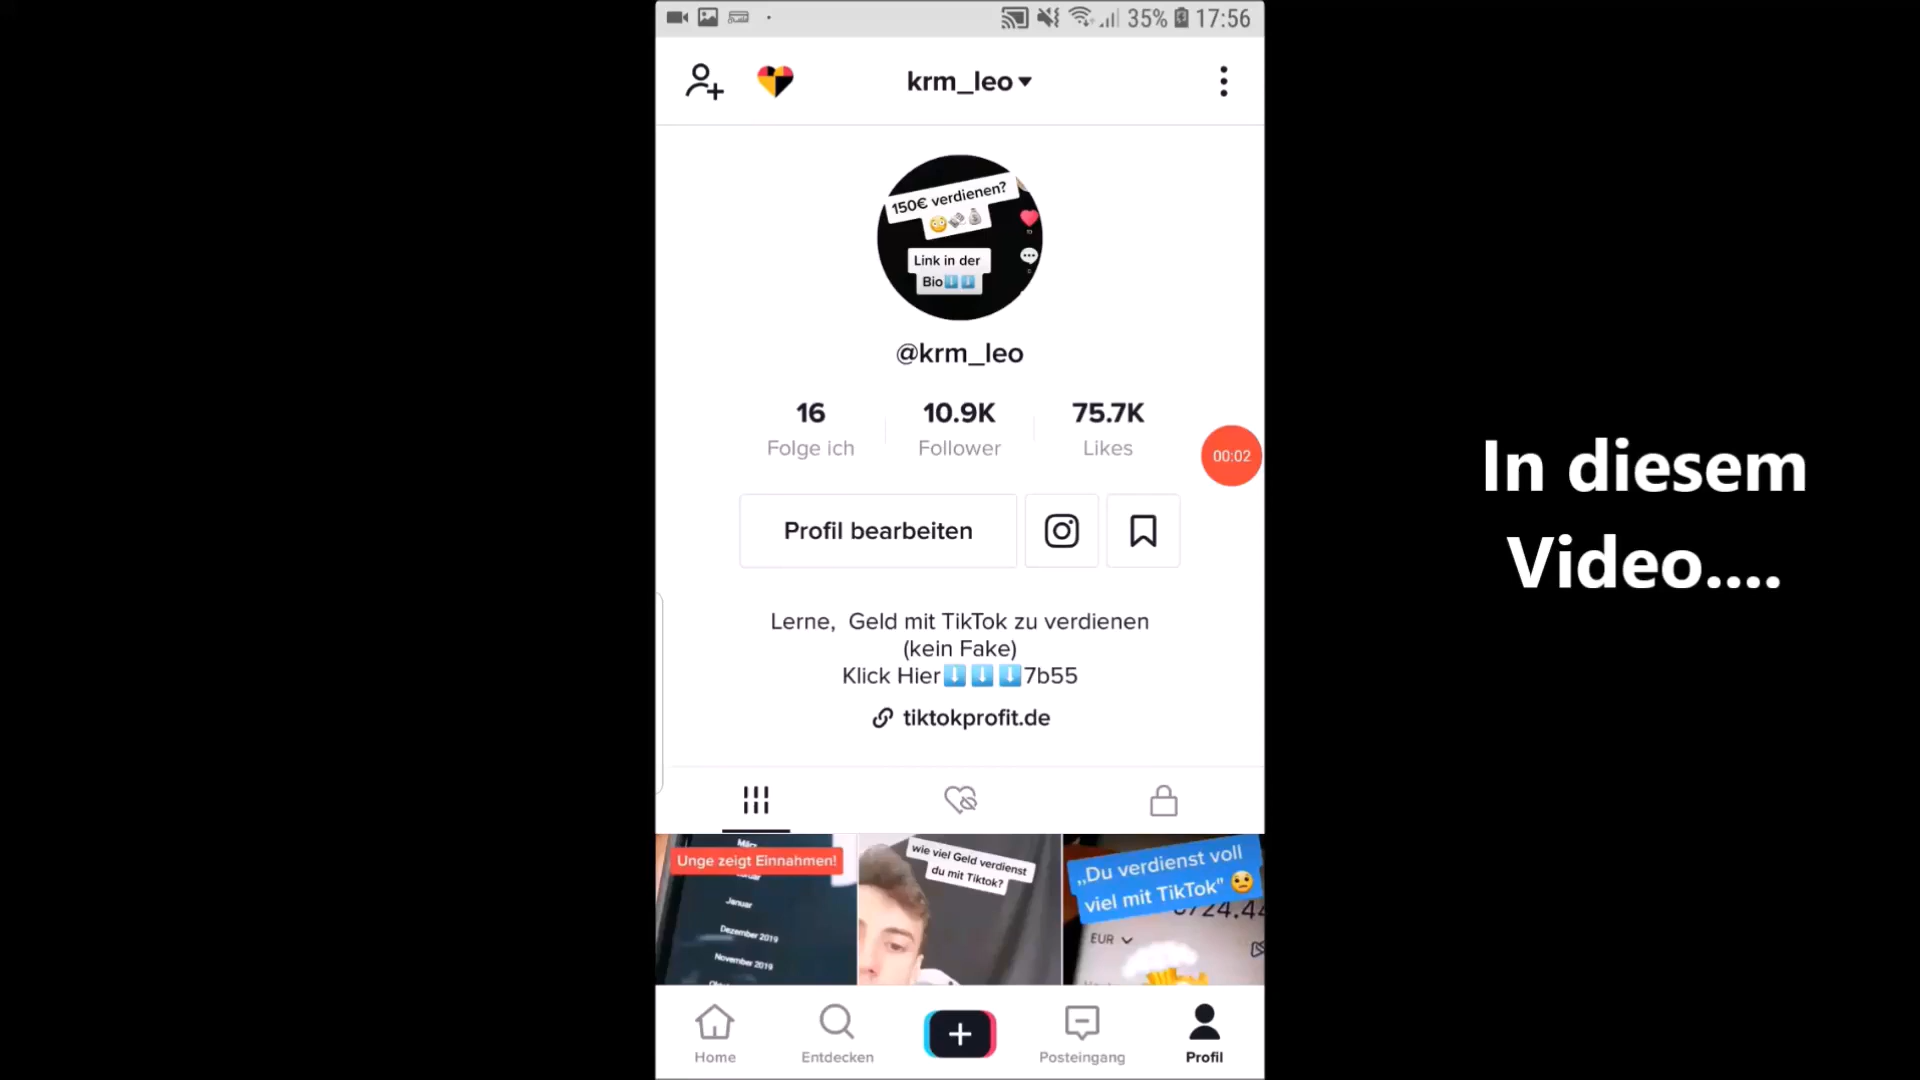 35% 17:56
krm_leo
150€ verdienen?
Link in der
Bio
@krm_leo
16 10.9K 75.7K
Folge ich Follower Likes
00:02
Profil bearbeiten
Lerne, Geld mit TikTok zu verdienen
(kein Fake)
Klick Hier⬇️⬇️⬇️7b55
tiktokprofit.de
März
Unge zeigt Einnahmen!
Januar
Dezember 2019
November 2019
wie viel Geld verdienst
du mit Tiktok?
„Du verdienst voll
viel mit TikTok" 
EUR
Home Entdecken Posteingang Profil
In diesem
Video....